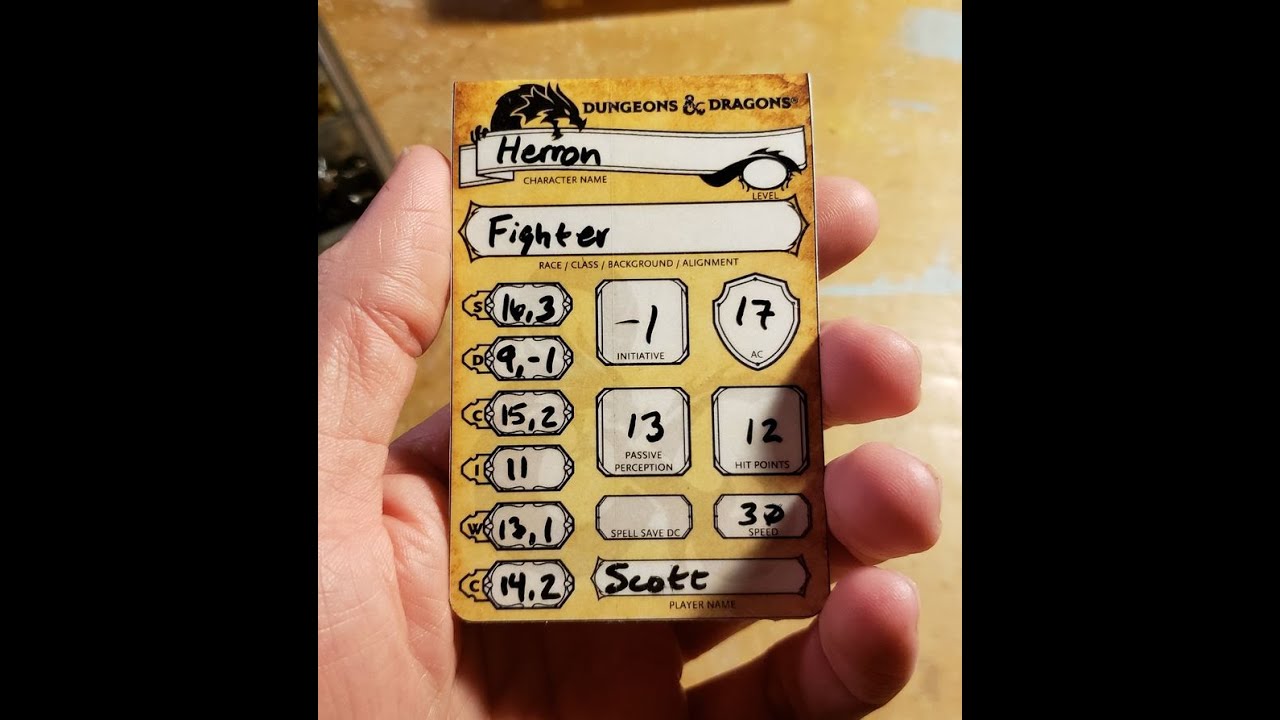 DUNGEONS & DRAGONS®
Herron
CHARACTER NAME
LEVEL
Fighter
RACE / CLASS / BACKGROUND / ALIGNMENT
S 16,3
-1
INITIATIVE
17
AC
D 9,-1
C 15,2
13
PASSIVE
PERCEPTION
12
HIT POINTS
I 11
W 13,1
SPELL SAVE DC
30
SPEED
C 14,2
Scott
PLAYER NAME